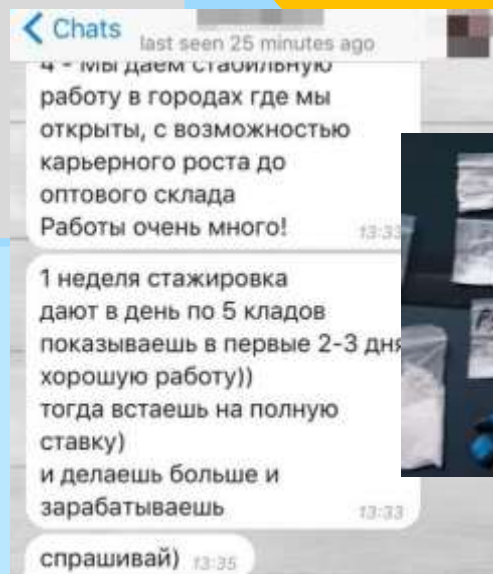 Chats
last seen 25 minutes ago
4 - Мы даем стабильную
работу в городах где мы
открыты, с возможностью
карьерного роста до
оптового склада
Работы очень много!
13:33
1 неделя стажировка
дают в день по 5 кладов
показываешь в первые 2-3 дня
хорошую работу))
тогда встаешь на полную
ставку)
и делаешь больше и
зарабатываешь
13:33
спрашивай) 13:35